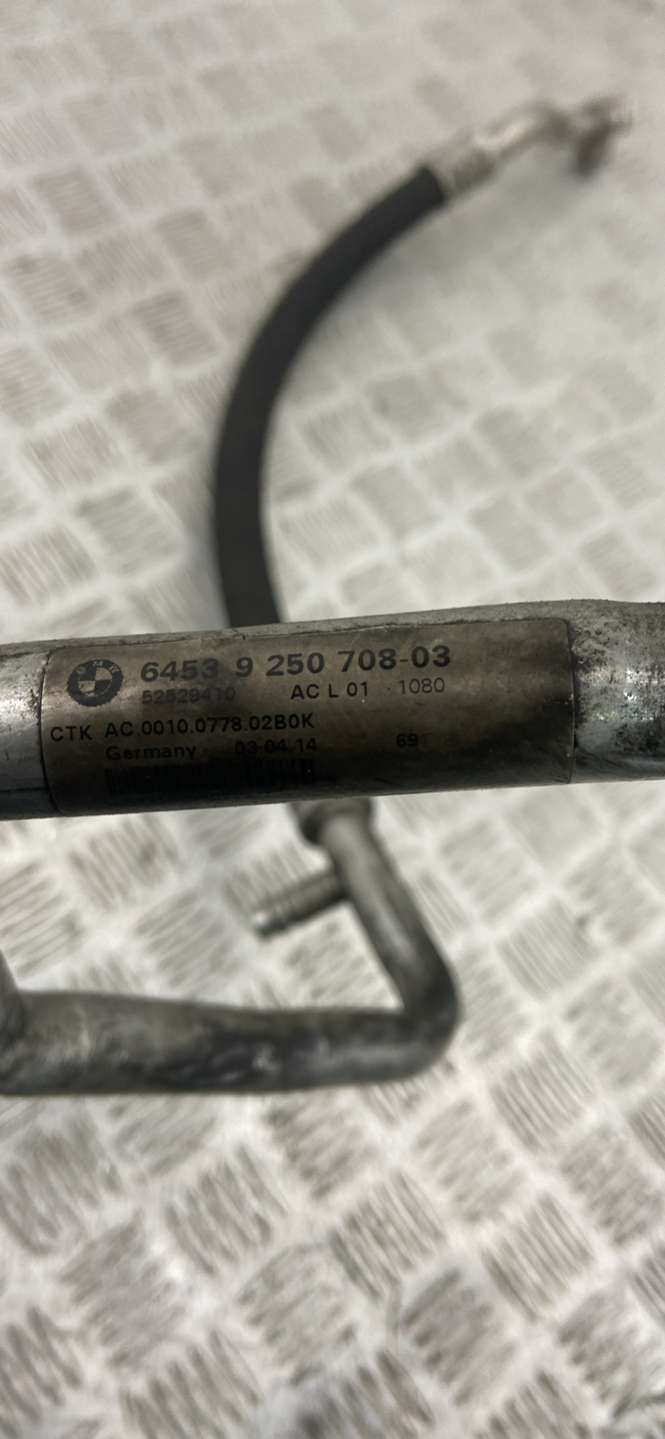 BMW 6453 9 250 708-03
52529410 AC L 01 · 1080
CTK AC.0010.0778.02B0K
Germany 03.04.14 69